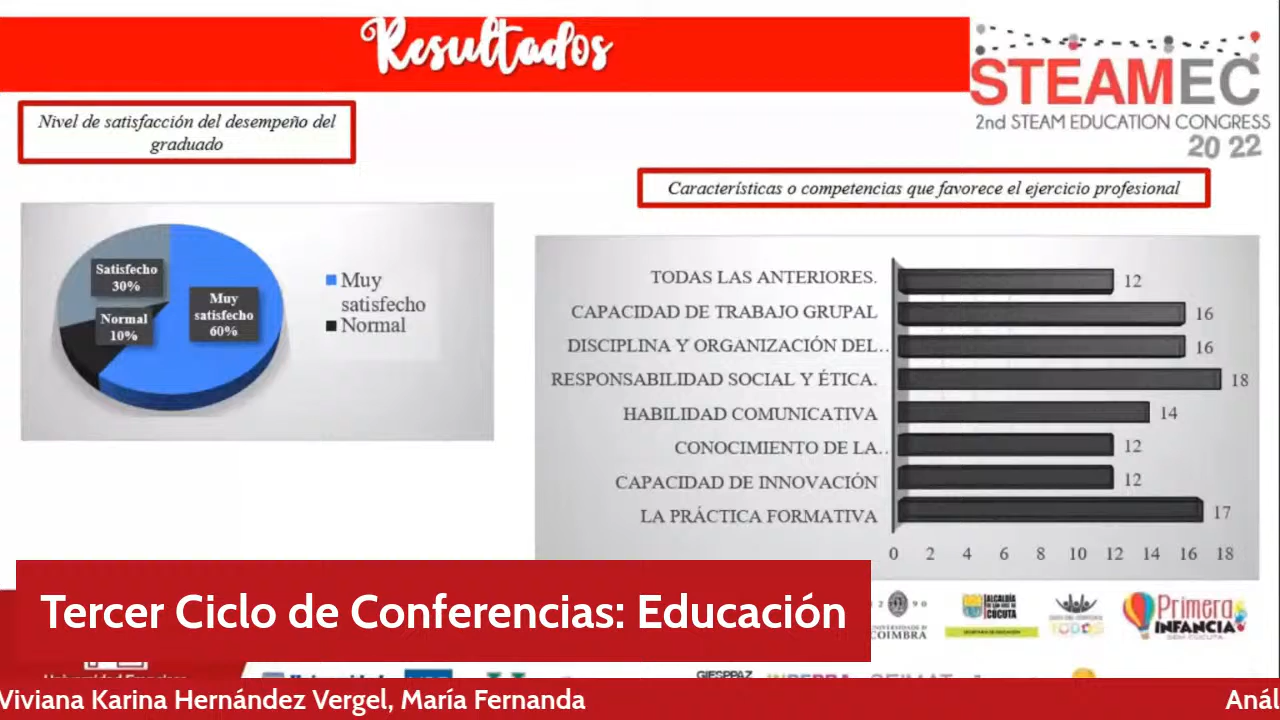 Resultados
STEAMEC
2nd STEAM EDUCATION CONGRESS
20 22
Nivel de satisfacción del desempeño del
graduado
Características o competencias que favorece el ejercicio profesional
Satisfecho
30%
Normal
10%
Muy
satisfecho
60%
Muy
satisfecho
Normal
TODAS LAS ANTERIORES. 12
CAPACIDAD DE TRABAJO GRUPAL 16
DISCIPLINA Y ORGANIZACIÓN DEL.. 16
RESPONSABILIDAD SOCIAL Y ÉTICA. 18
HABILIDAD COMUNICATIVA 14
CONOCIMIENTO DE LA.. 12
CAPACIDAD DE INNOVACIÓN 12
LA PRÁCTICA FORMATIVA 17
0 2 4 6 8 10 12 14 16 18
Tercer Ciclo de Conferencias: Educación
2 9 0
COIMBRA
ALCALDÍA
CÚCUTA
TODOS
Primera
INFANCIA
Viviana Karina Hernández Vergel, María Fernanda
Anál